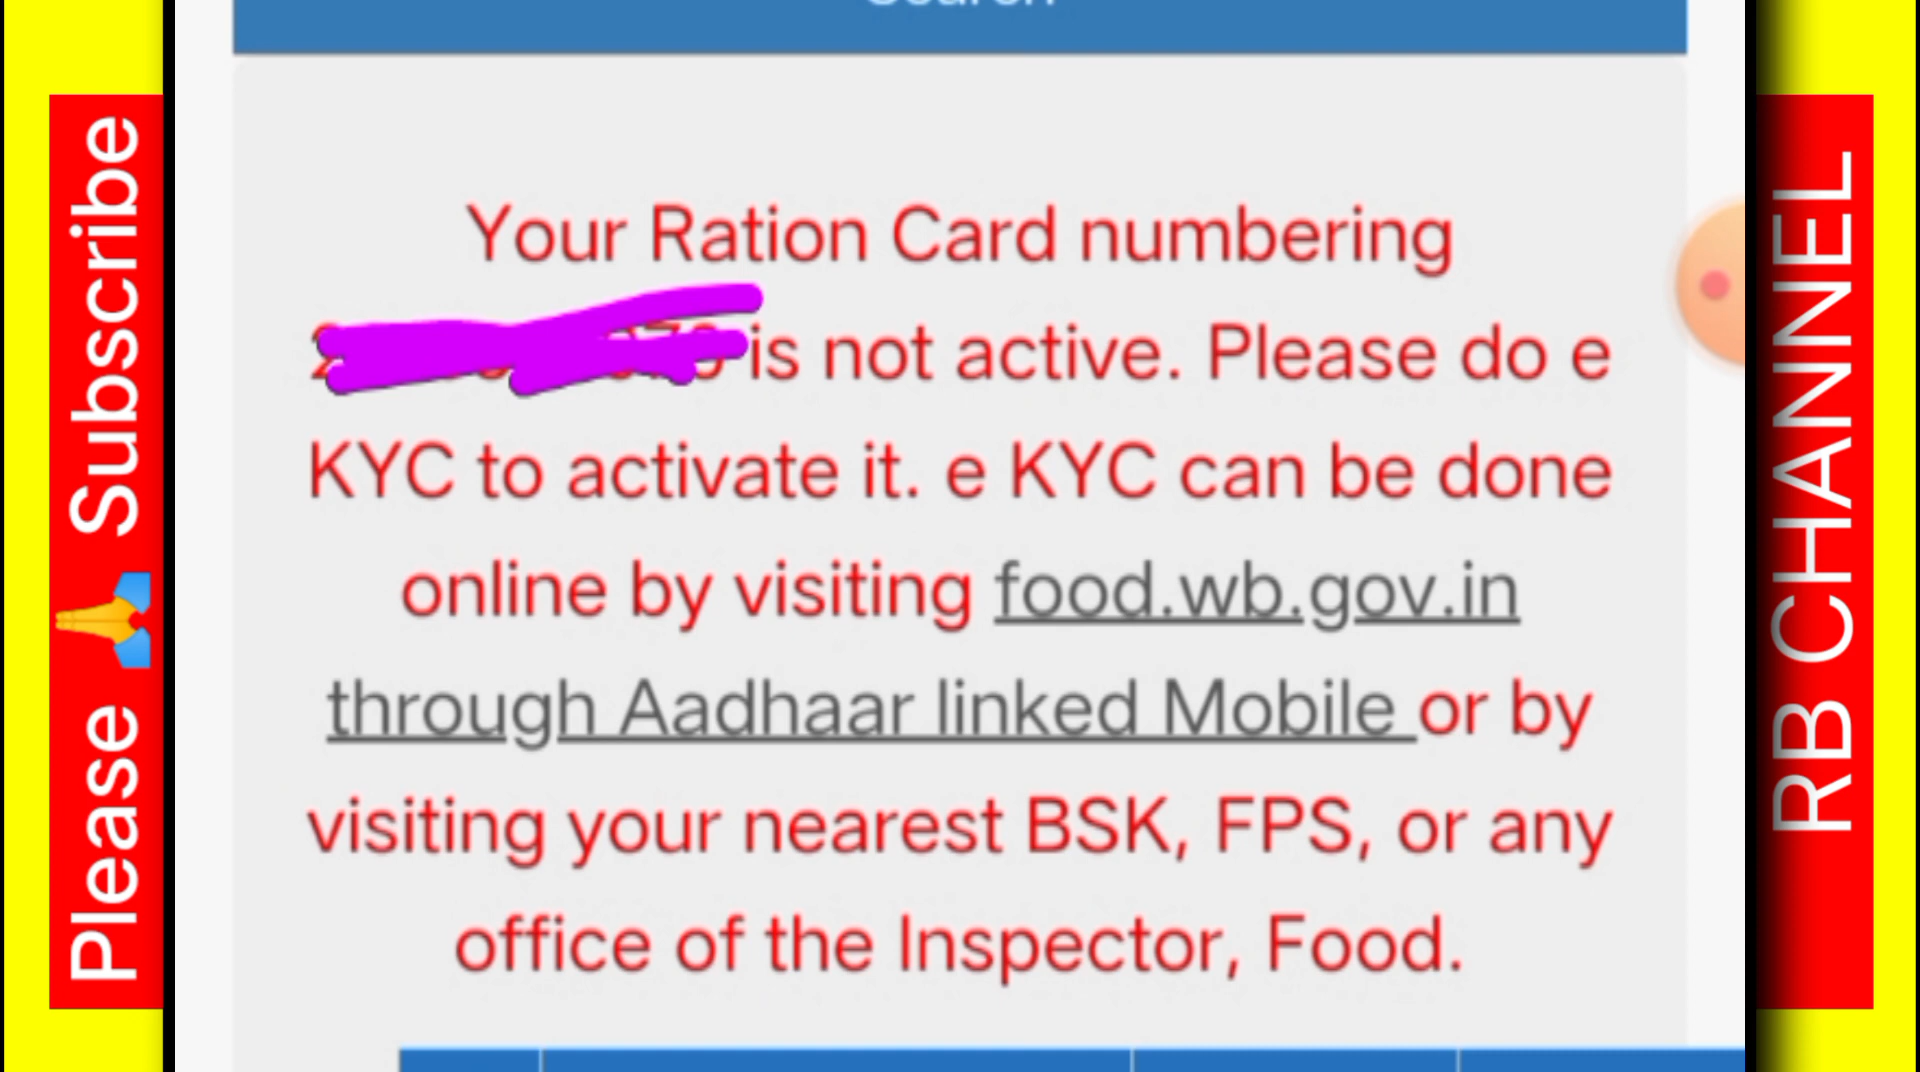 Search
Your Ration Card numbering
is not active. Please do e
KYC to activate it. e KYC can be done
online by visiting food.wb.gov.in
through Aadhaar linked Mobile or by
visiting your nearest BSK, FPS, or any
office of the Inspector, Food.
Please 🙏 Subscribe
RB CHANNEL